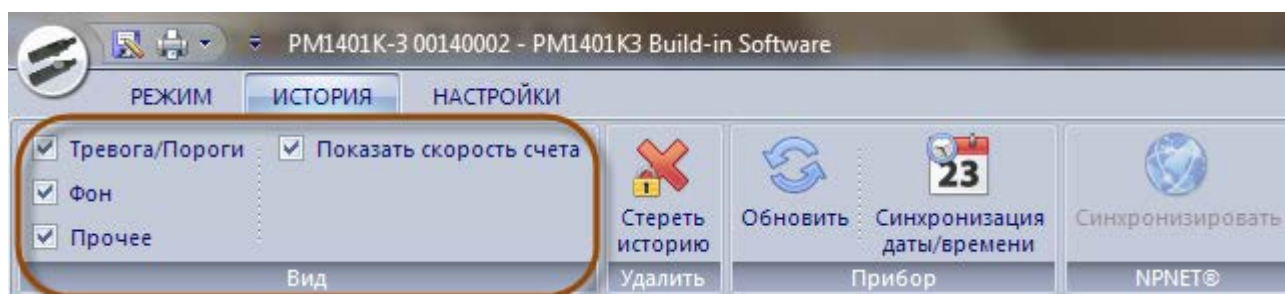 PM1401K-3 00140002 - PM1401K3 Build-in Software
РЕЖИМ ИСТОРИЯ НАСТРОЙКИ
Тревога/Пороги Показать скорость счета
Фон
Прочее
Вид
Стереть
историю
Удалить
Обновить
23
Синхронизация
даты/времени
Прибор
Синхронизировать
NPNET®